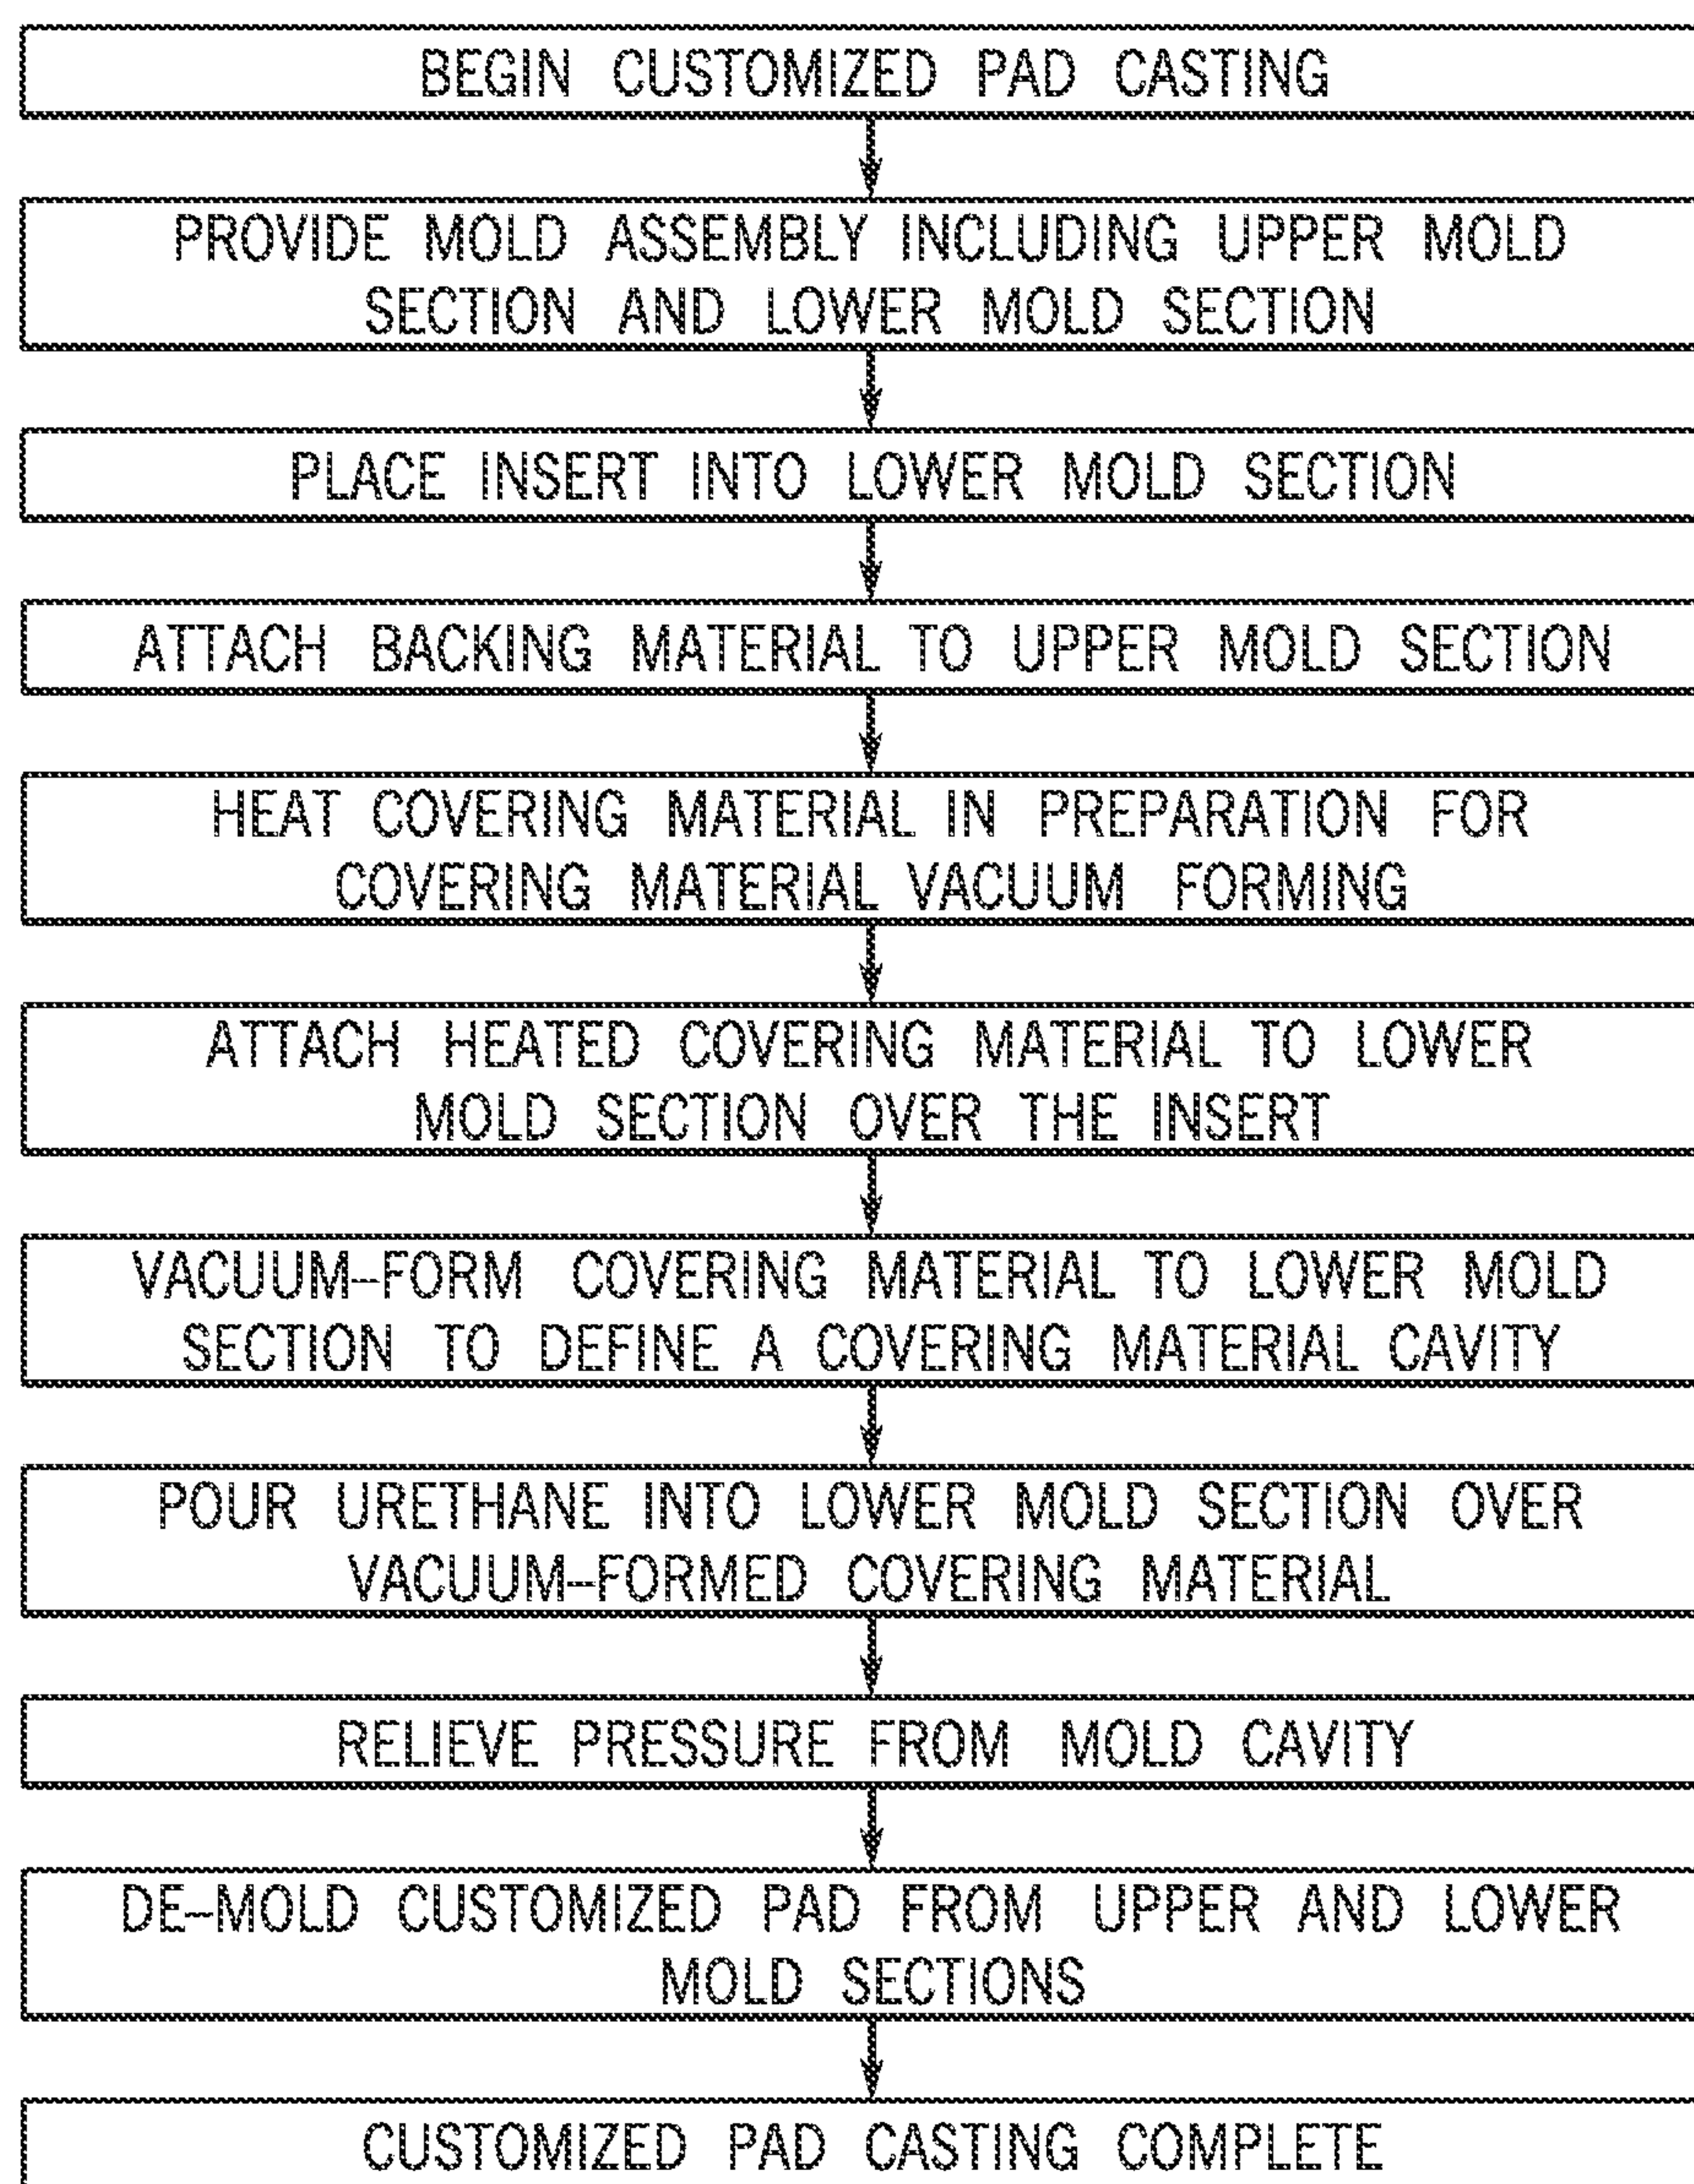 BEGIN CUSTOMIZED PAD CASTING
PROVIDE MOLD ASSEMBLY INCLUDING UPPER MOLD
SECTION AND LOWER MOLD SECTION
PLACE INSERT INTO LOWER MOLD SECTION
ATTACH BACKING MATERIAL TO UPPER MOLD SECTION
HEAT COVERING MATERIAL IN PREPARATION FOR
COVERING MATERIAL VACUUM FORMING
ATTACH HEATED COVERING MATERIAL TO LOWER
MOLD SECTION OVER THE INSERT
VACUUM–FORM COVERING MATERIAL TO LOWER MOLD
SECTION TO DEFINE A COVERING MATERIAL CAVITY
POUR URETHANE INTO LOWER MOLD SECTION OVER
VACUUM–FORMED COVERING MATERIAL
RELIEVE PRESSURE FROM MOLD CAVITY
DE–MOLD CUSTOMIZED PAD FROM UPPER AND LOWER
MOLD SECTIONS
CUSTOMIZED PAD CASTING COMPLETE